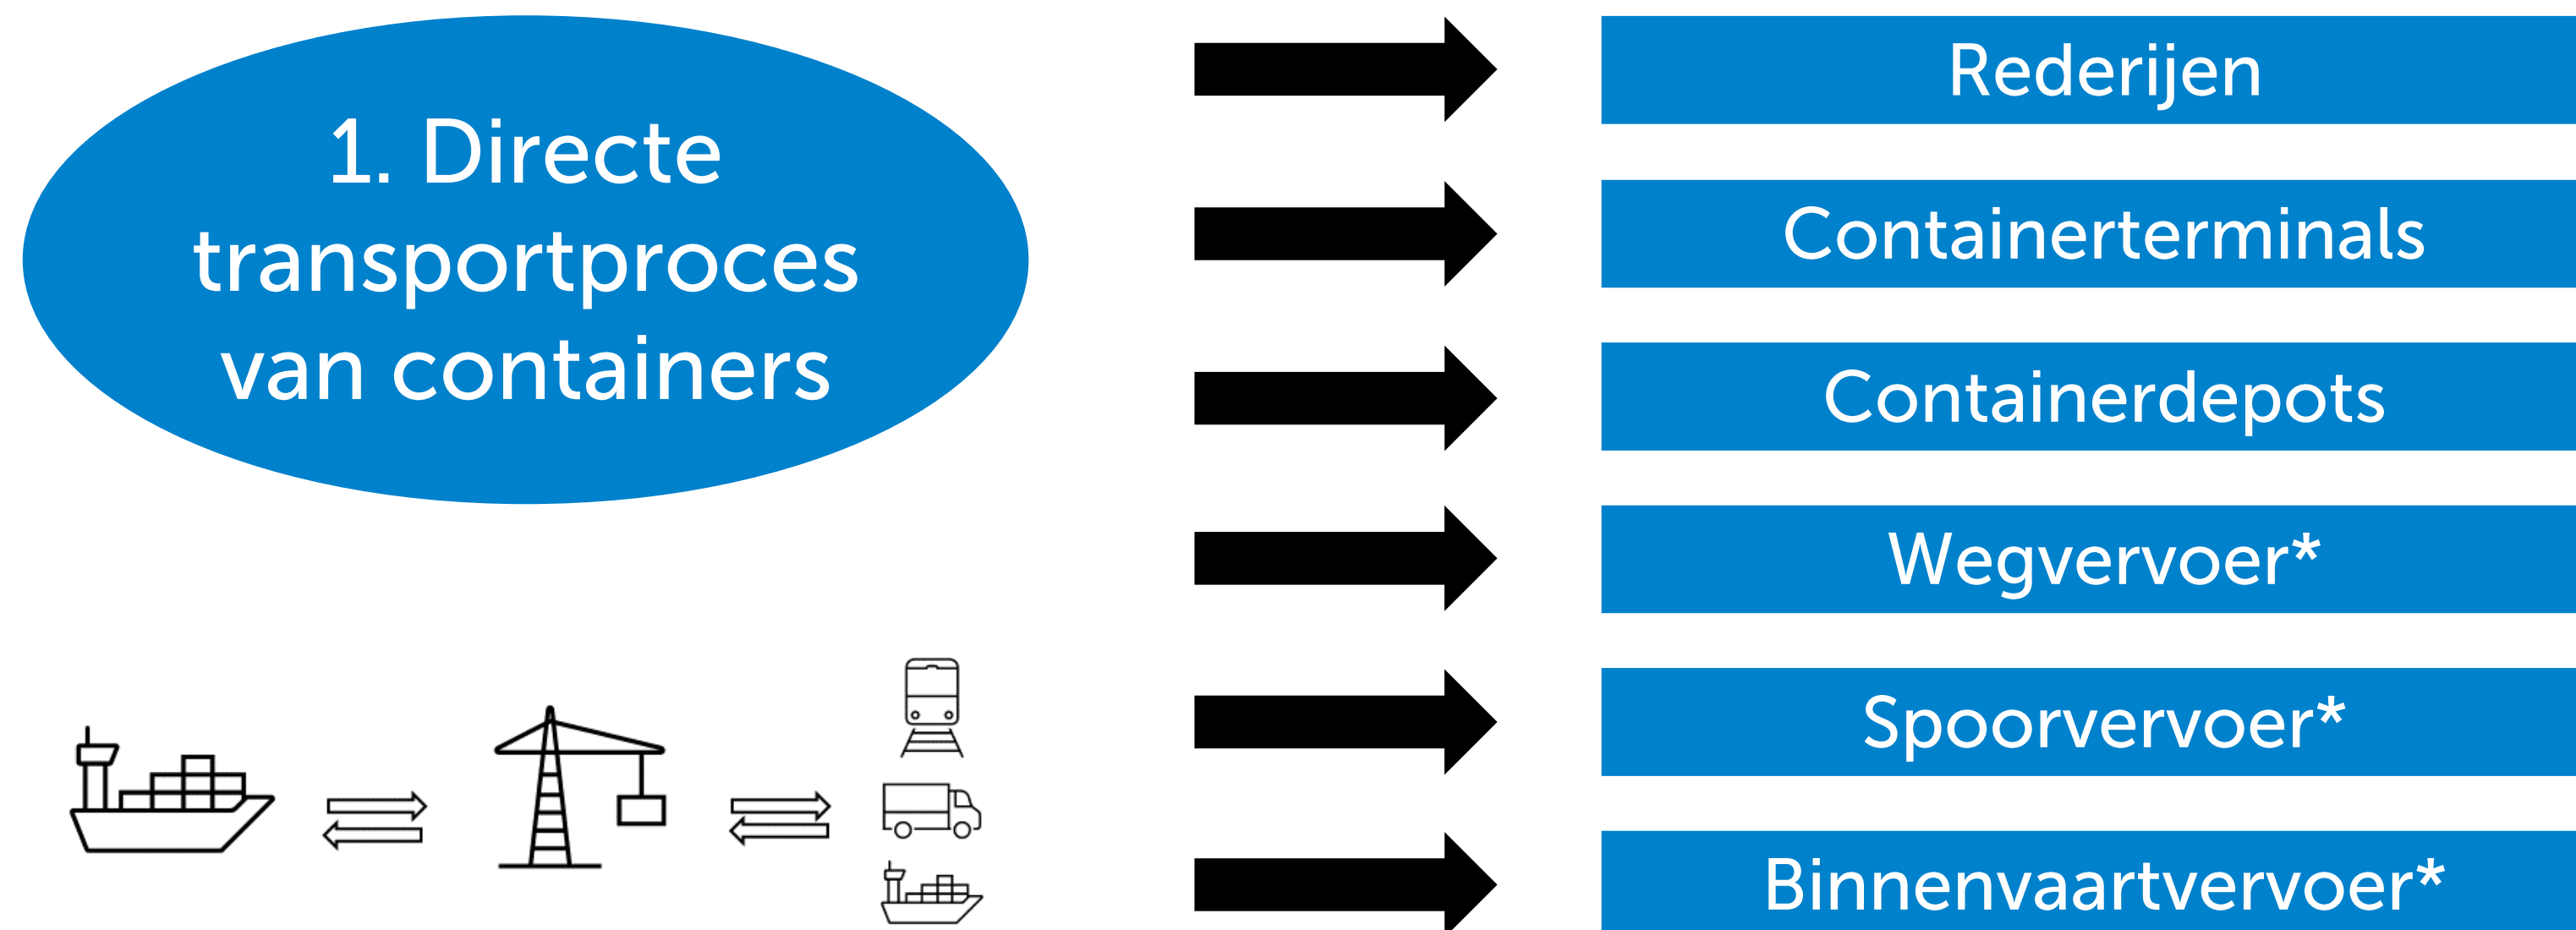 1. Directe
transportproces
van containers
Rederijen
Containerterminals
Containerdepots
Wegvervoer*
Spoorvervoer*
Binnenvaartvervoer*